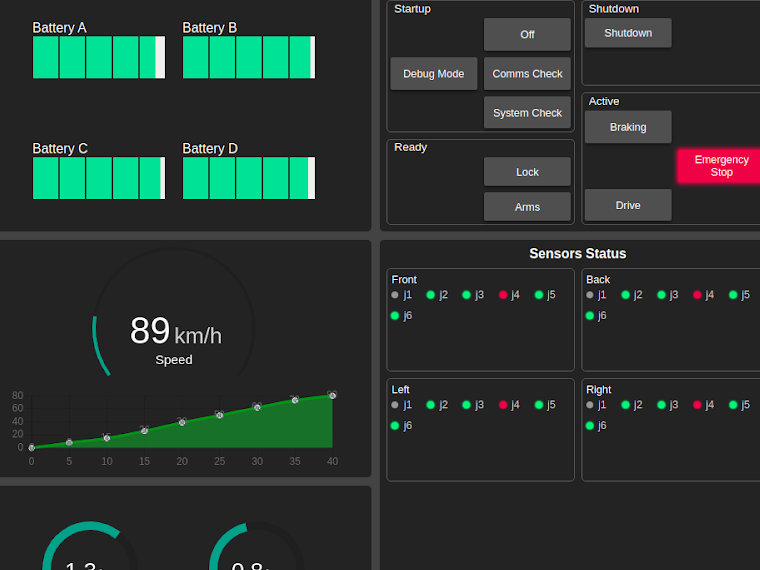 Battery A
Battery B
Battery C
Battery D
Startup
Off
Debug Mode
Comms Check
System Check
Ready
Lock
Arms
Shutdown
Shutdown
Active
Braking
Emergency
Stop
Drive
89 km/h
Speed
80
60
40
20
0
0 5 10 15 20 25 30 35 40
Sensors Status
Front
j1 j2 j3 j4 j5
j6
Back
j1 j2 j3 j4 j5
j6
Left
j1 j2 j3 j4 j5
j6
Right
j1 j2 j3 j4 j5
j6